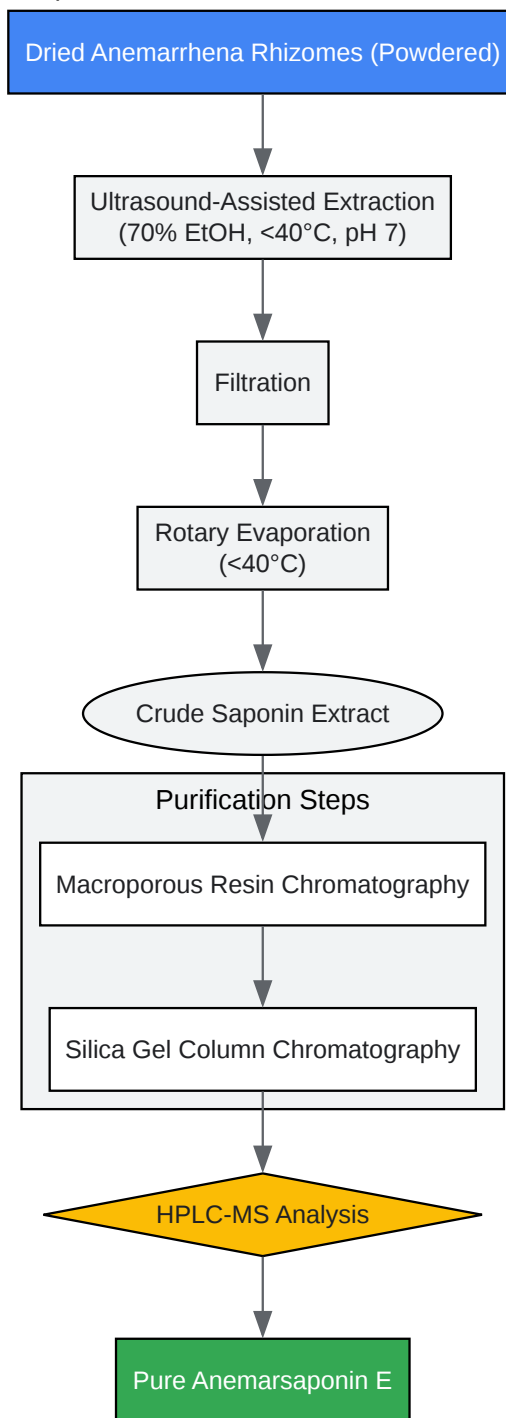 Dried Anemarrhena Rhizomes (Powdered)
Ultrasound-Assisted Extraction
(70% EtOH, <40°C, pH 7)
Filtration
Rotary Evaporation
(<40°C)
Crude Saponin Extract
Purification Steps
Macroporous Resin Chromatography
Silica Gel Column Chromatography
HPLC-MS Analysis
Pure Anemarsaponin E